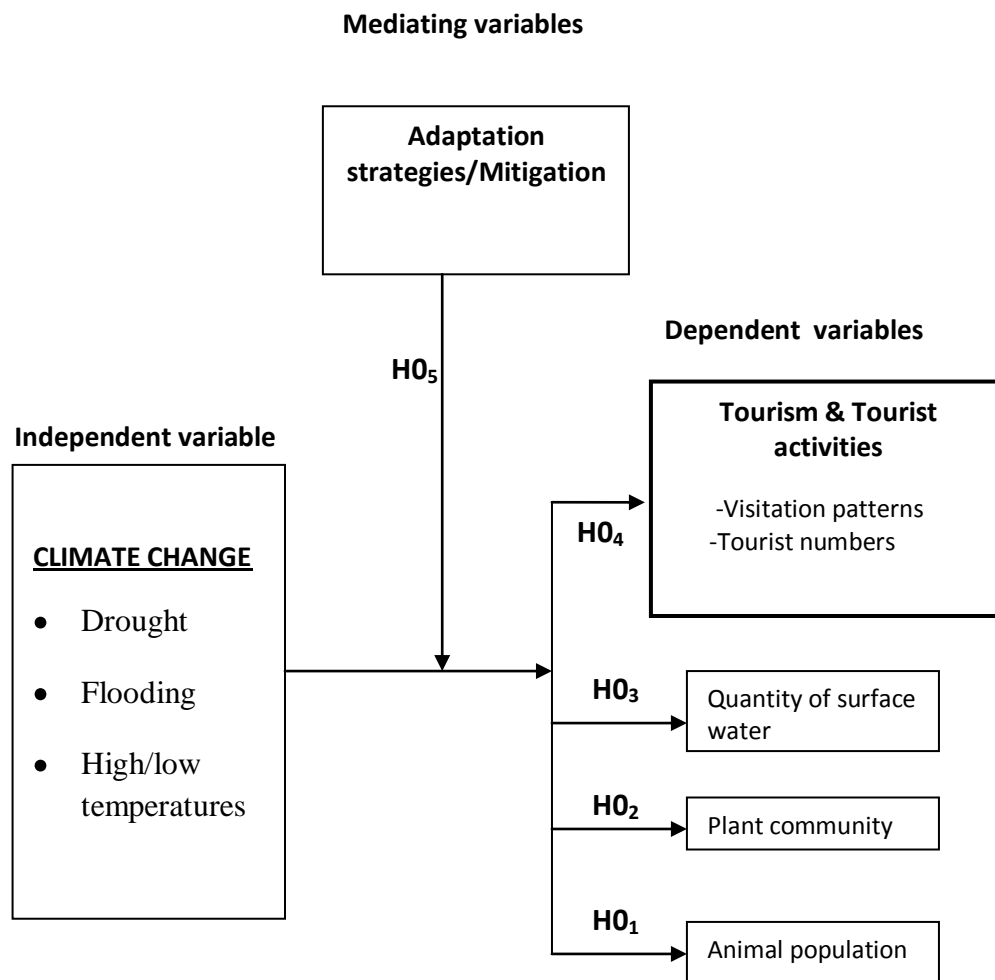 Mediating variables
Adaptation
strategies/Mitigation
Dependent variables
H0₅
Tourism & Tourist
activities
-Visitation patterns
-Tourist numbers
Independent variable
CLIMATE CHANGE
• Drought
• Flooding
• High/low
temperatures
H0₄
H0₃
Quantity of surface
water
H0₂
Plant community
H0₁
Animal population